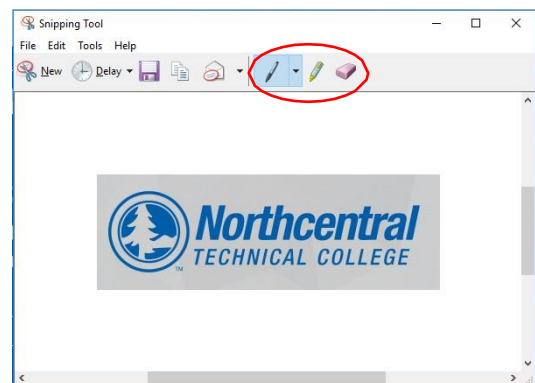 Snipping Tool
File Edit Tools Help
New Delay
Northcentral
TECHNICAL COLLEGE
TM